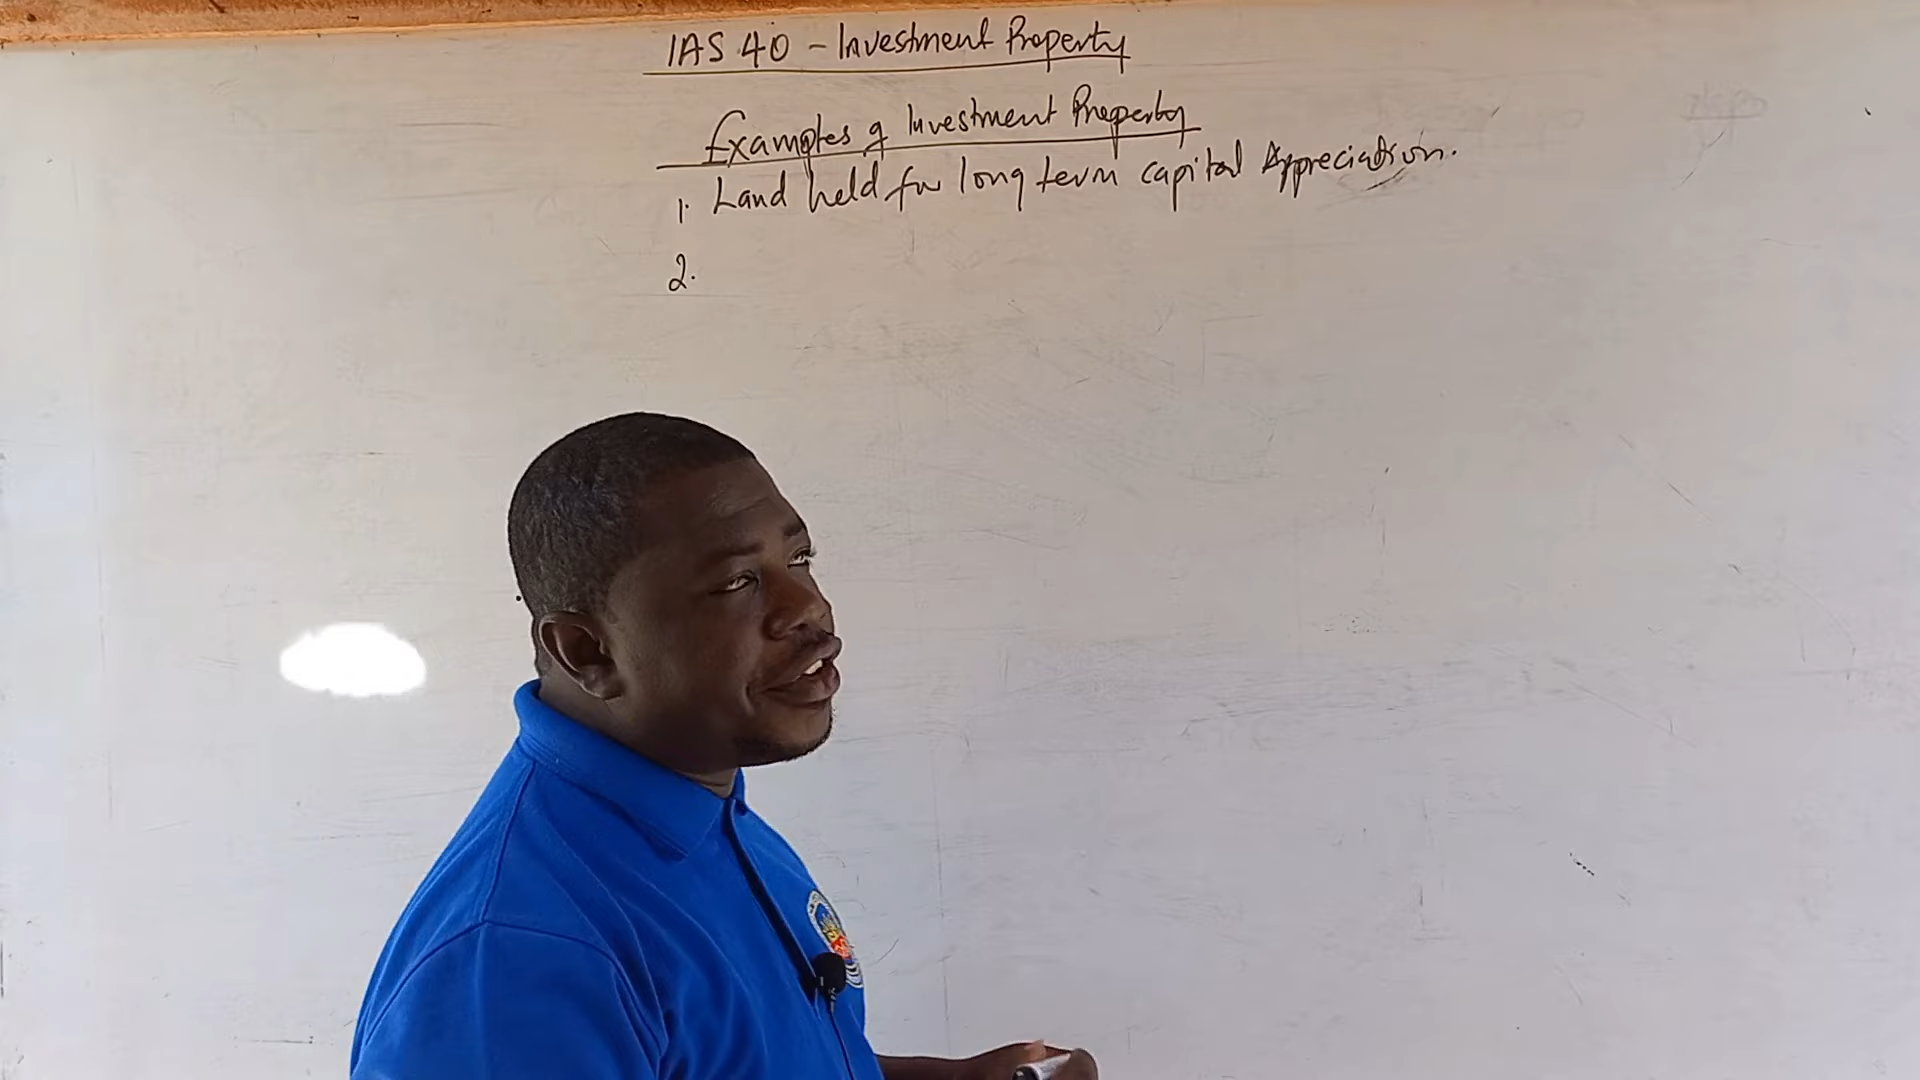 IAS 40 - Investment Property
Examples of Investment Property
1. Land held for long term capital Appreciation.
2.